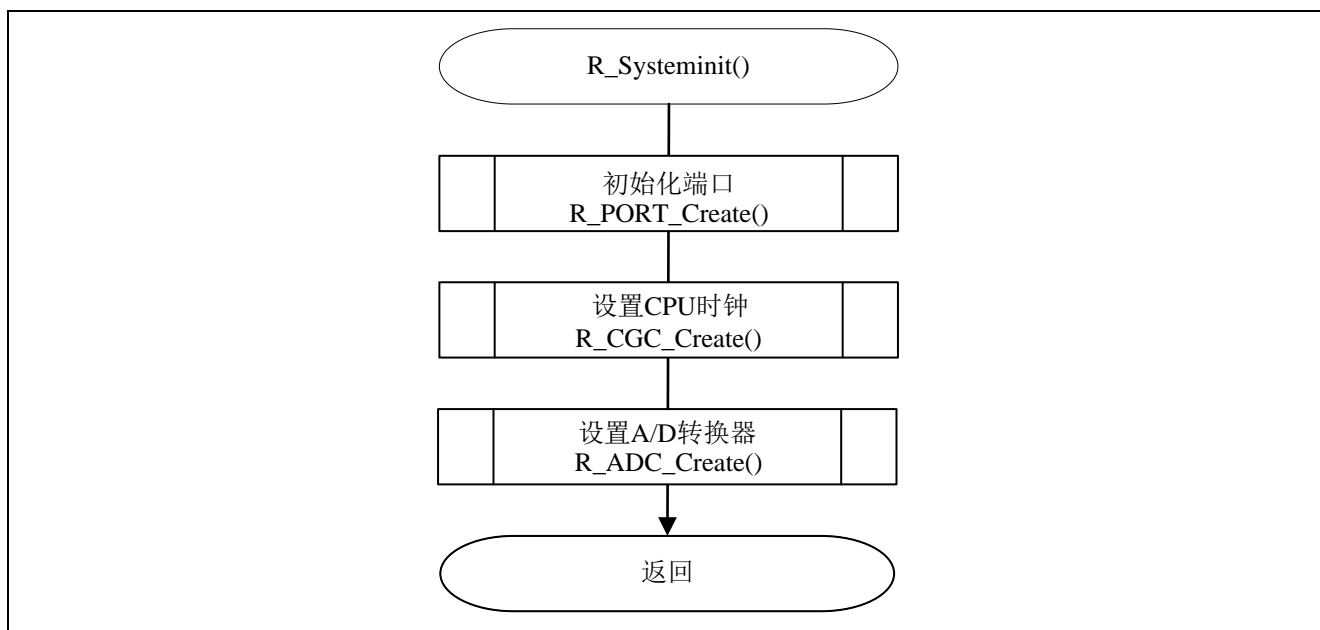 R_Systeminit()
初始化端口
R_PORT_Create()
设置CPU时钟
R_CGC_Create()
设置A/D转换器
R_ADC_Create()
返回